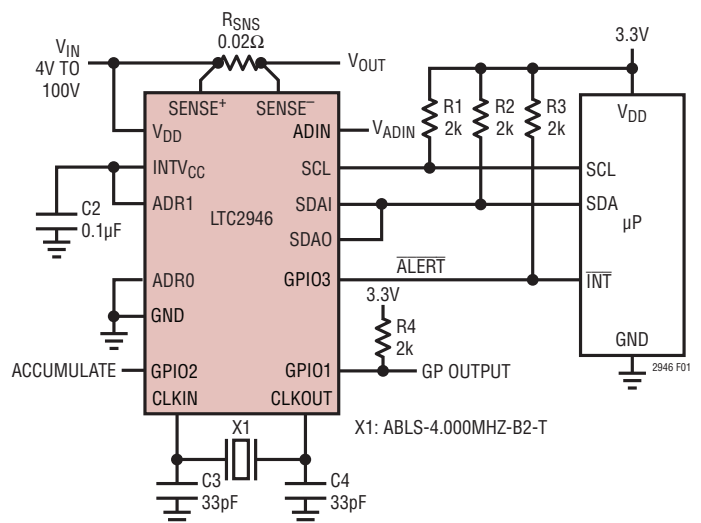 RSNS
0.02Ω
VIN
4V TO
100V
VOUT
3.3V
SENSE+ SENSE–
VDD
ADIN
VADIN
R1
2k
R2
2k
R3
2k
VDD
INTVCC
SCL
SCL
ADR1
LTC2946
SDAI
SDA
µP
C2
0.1µF
SDAO
ADR0
GPIO3
ALERT
INT
3.3V
GND
R4
2k
GND
2946 F01
ACCUMULATE
GPIO2
GPIO1
GP OUTPUT
CLKIN
CLKOUT
X1
X1: ABLS-4.000MHZ-B2-T
C3
33pF
C4
33pF